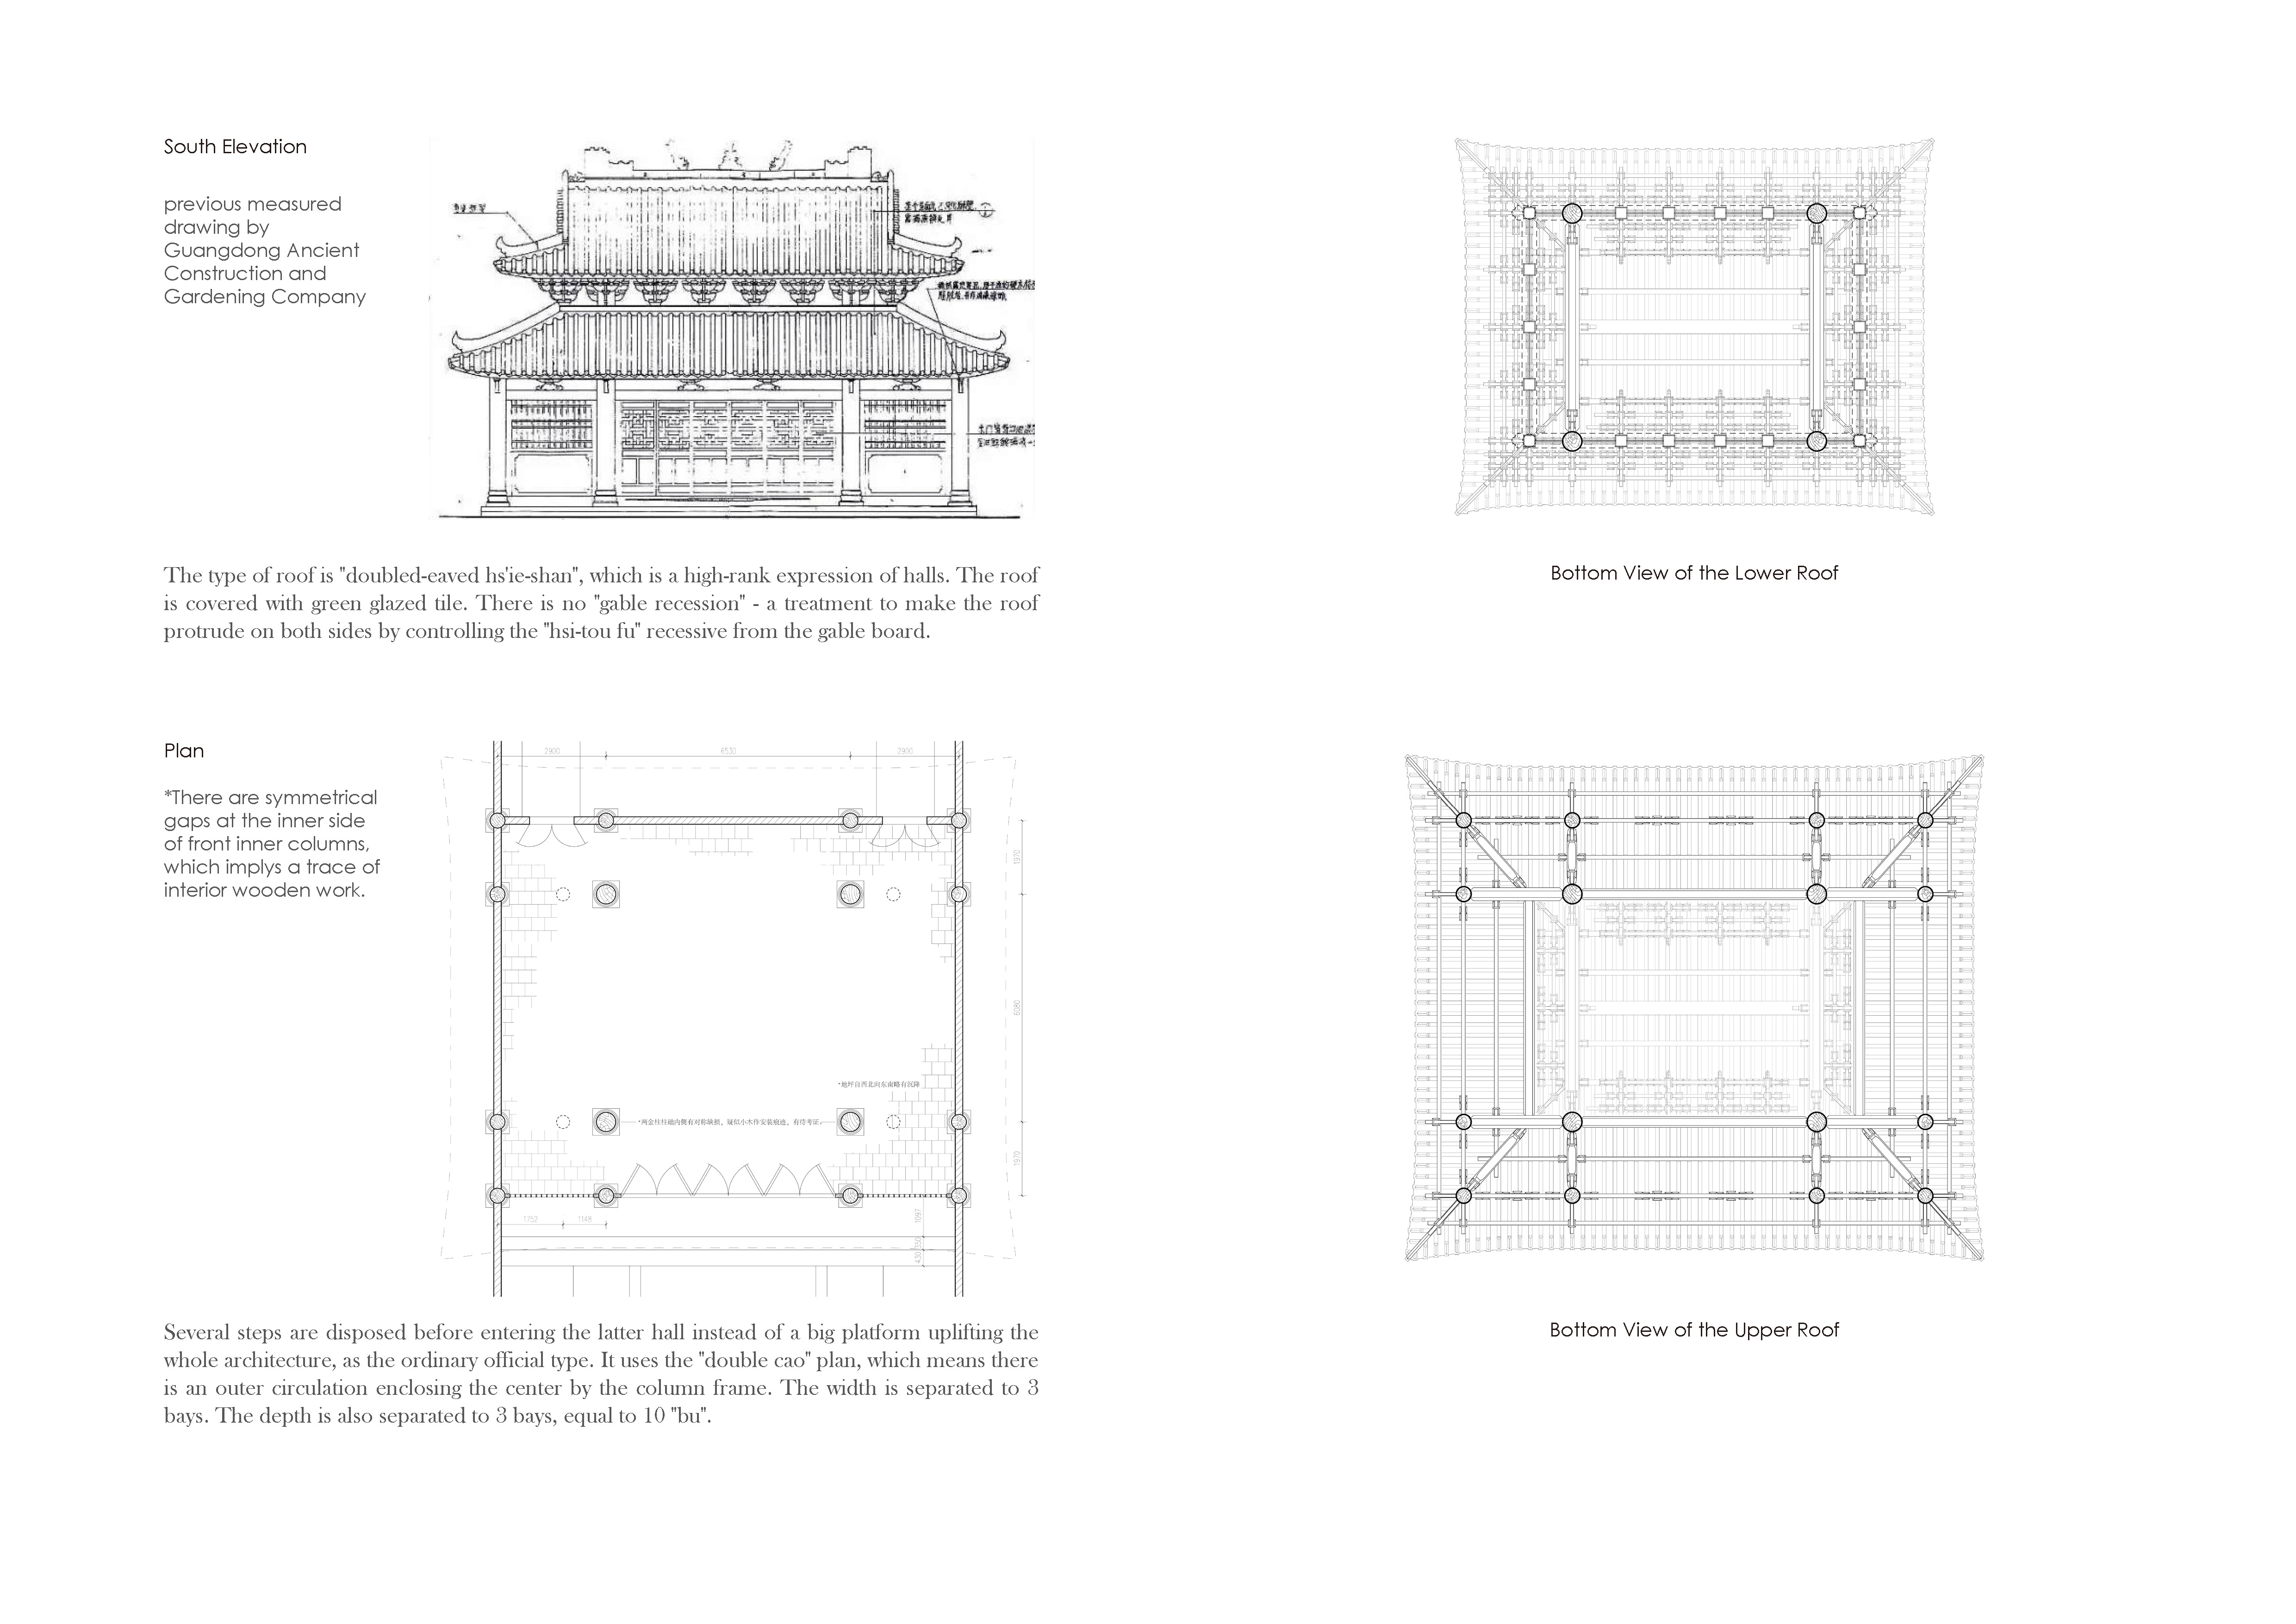 South Elevation
previous measured
drawing by
Guangdong Ancient
Construction and
Gardening Company
The type of roof is "doubled-eaved hs'ie-shan", which is a high-rank expression of halls. The roof
is covered with green glazed tile. There is no "gable recession" - a treatment to make the roof
protrude on both sides by controlling the "hsi-tou fu" recessive from the gable board.
Bottom View of the Lower Roof
Plan
*There are symmetrical
gaps at the inner side
of front inner columns,
which implys a trace of
interior wooden work.
2900
6530
2900
1970
6080
*地坪自西北向东南略有沉降
*两金柱柱础内侧有对称缺损，疑似小木作安装痕迹，有待考证。
1970
1752
1148
1097
350
430
Several steps are disposed before entering the latter hall instead of a big platform uplifting the
whole architecture, as the ordinary official type. It uses the "double cao" plan, which means there
is an outer circulation enclosing the center by the column frame. The width is separated to 3
bays. The depth is also separated to 3 bays, equal to 10 "bu".
Bottom View of the Upper Roof